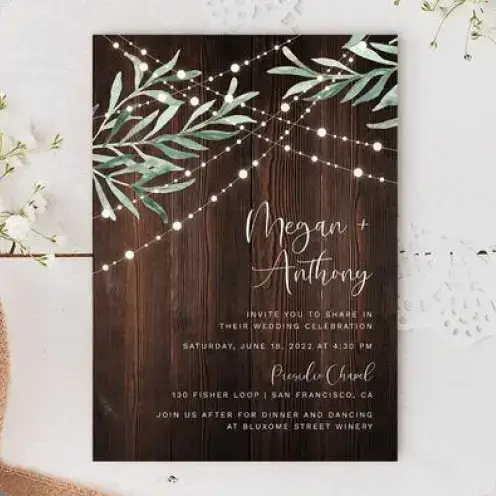 Megan +
Anthony
INVITE YOU TO SHARE IN
THEIR WEDDING CELEBRATION
SATURDAY, JUNE 18, 2022 AT 4:30 PM
Presidio Chapel
130 FISHER LOOP | SAN FRANCISCO, CA
JOIN US AFTER FOR DINNER AND DANCING
AT BLUXOME STREET WINERY